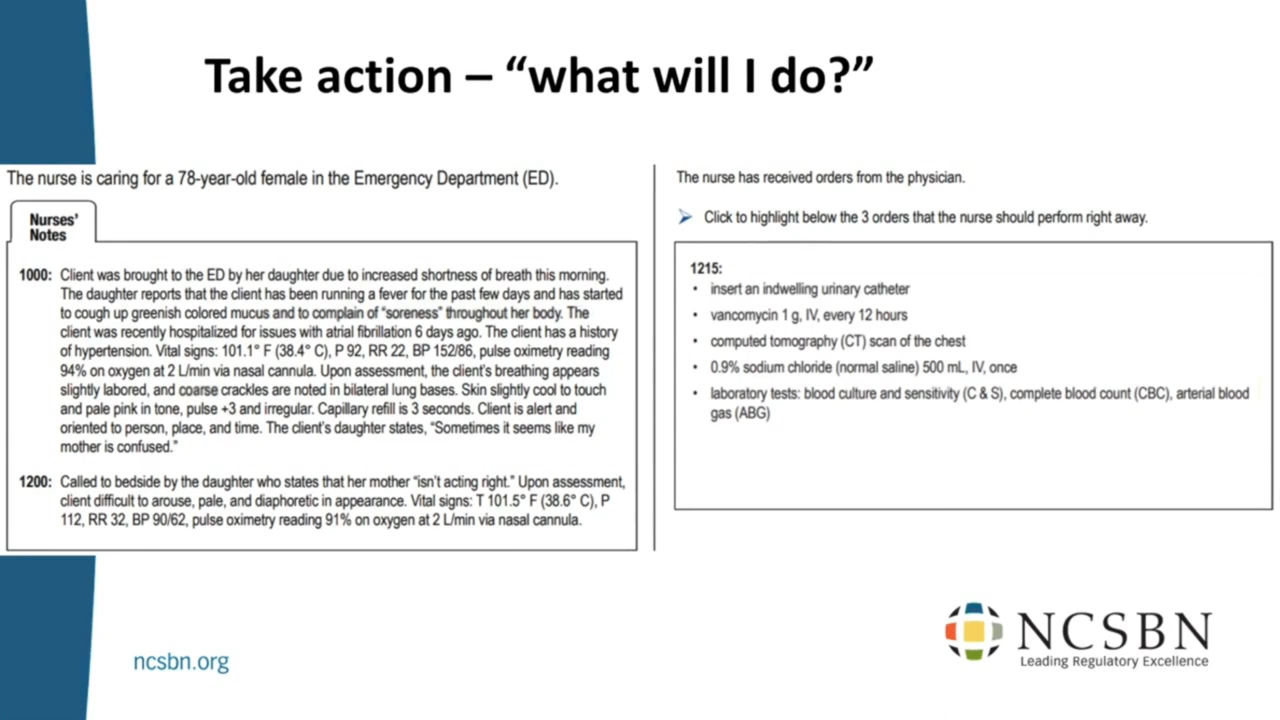 Take action – “what will I do?”
The nurse is caring for a 78-year-old female in the Emergency Department (ED).
Nurses’
Notes
1000: Client was brought to the ED by her daughter due to increased shortness of breath this morning.
The daughter reports that the client has been running a fever for the past few days and has started
to cough up greenish colored mucus and to complain of “soreness” throughout her body. The
client was recently hospitalized for issues with atrial fibrillation 6 days ago. The client has a history
of hypertension. Vital signs: 101.1° F (38.4° C), P 92, RR 22, BP 152/86, pulse oximetry reading
94% on oxygen at 2 L/min via nasal cannula. Upon assessment, the client’s breathing appears
slightly labored, and coarse crackles are noted in bilateral lung bases. Skin slightly cool to touch
and pale pink in tone, pulse +3 and irregular. Capillary refill is 3 seconds. Client is alert and
oriented to person, place, and time. The client’s daughter states, “Sometimes it seems like my
mother is confused.”
1200: Called to bedside by the daughter who states that her mother “isn’t acting right.” Upon assessment,
client difficult to arouse, pale, and diaphoretic in appearance. Vital signs: T 101.5° F (38.6° C), P
112, RR 32, BP 90/62, pulse oximetry reading 91% on oxygen at 2 L/min via nasal cannula.
The nurse has received orders from the physician.
➢ Click to highlight below the 3 orders that the nurse should perform right away.
1215:
• insert an indwelling urinary catheter
• vancomycin 1 g, IV, every 12 hours
• computed tomography (CT) scan of the chest
• 0.9% sodium chloride (normal saline) 500 mL, IV, once
• laboratory tests: blood culture and sensitivity (C & S), complete blood count (CBC), arterial blood
gas (ABG)
ncsbn.org
NCSBN
Leading Regulatory Excellence